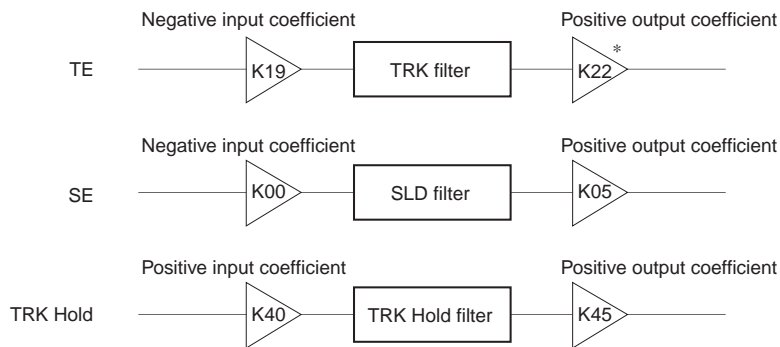 Negative input coefficient Positive output coefficient
TE K19 TRK filter K22 *
Negative input coefficient Positive output coefficient
SE K00 SLD filter K05
Positive input coefficient Positive output coefficient
TRK Hold K40 TRK Hold filter K45